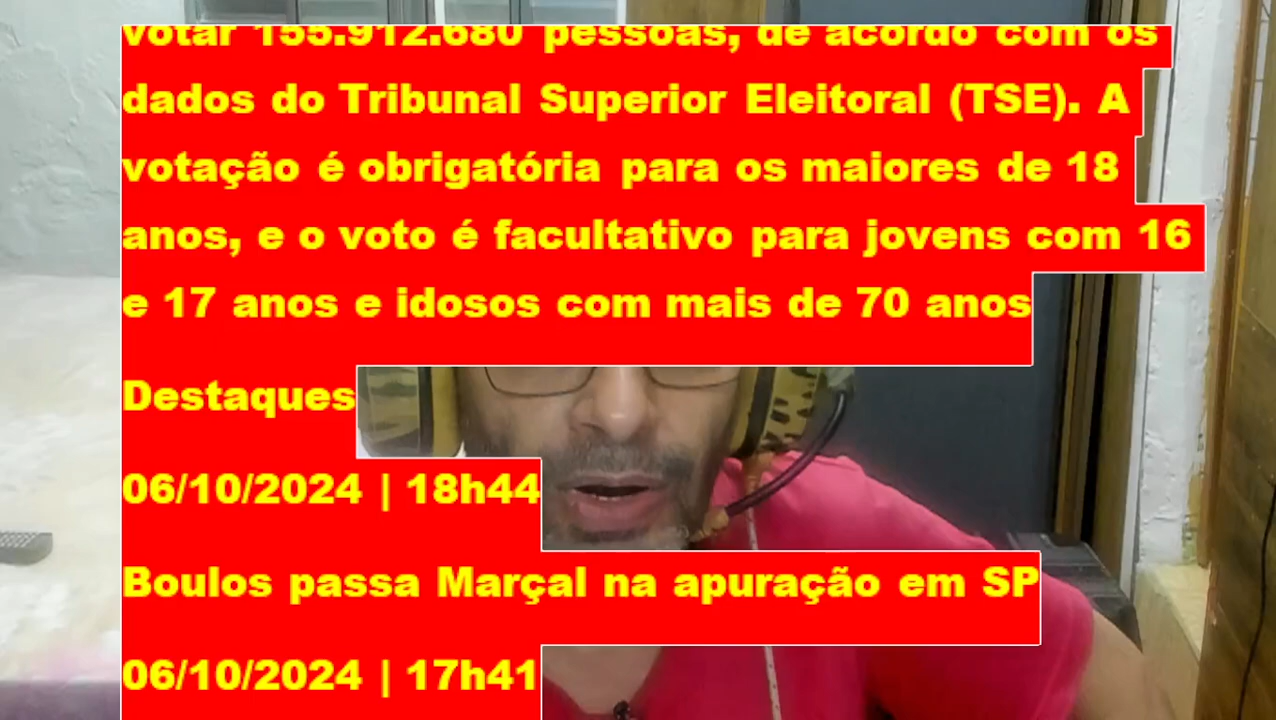 votar 155.912.680 pessoas, de acordo com os
dados do Tribunal Superior Eleitoral (TSE). A
votação é obrigatória para os maiores de 18
anos, e o voto é facultativo para jovens com 16
e 17 anos e idosos com mais de 70 anos
Destaques
06/10/2024 | 18h44
Boulos passa Marçal na apuração em SP
06/10/2024 | 17h41